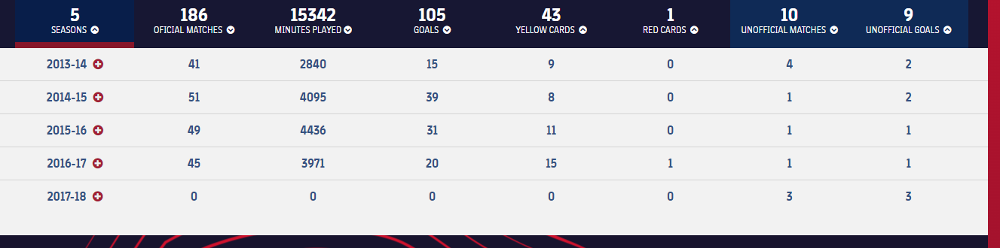 5 186 15342 105 43 1 10 9
SEASONS OFICIAL MATCHES MINUTES PLAYED GOALS YELLOW CARDS RED CARDS UNOFFICIAL MATCHES UNOFFICIAL GOALS
2013-14 41 2840 15 9 0 4 2
2014-15 51 4095 39 8 0 1 2
2015-16 49 4436 31 11 0 1 1
2016-17 45 3971 20 15 1 1 1
2017-18 0 0 0 0 0 3 3